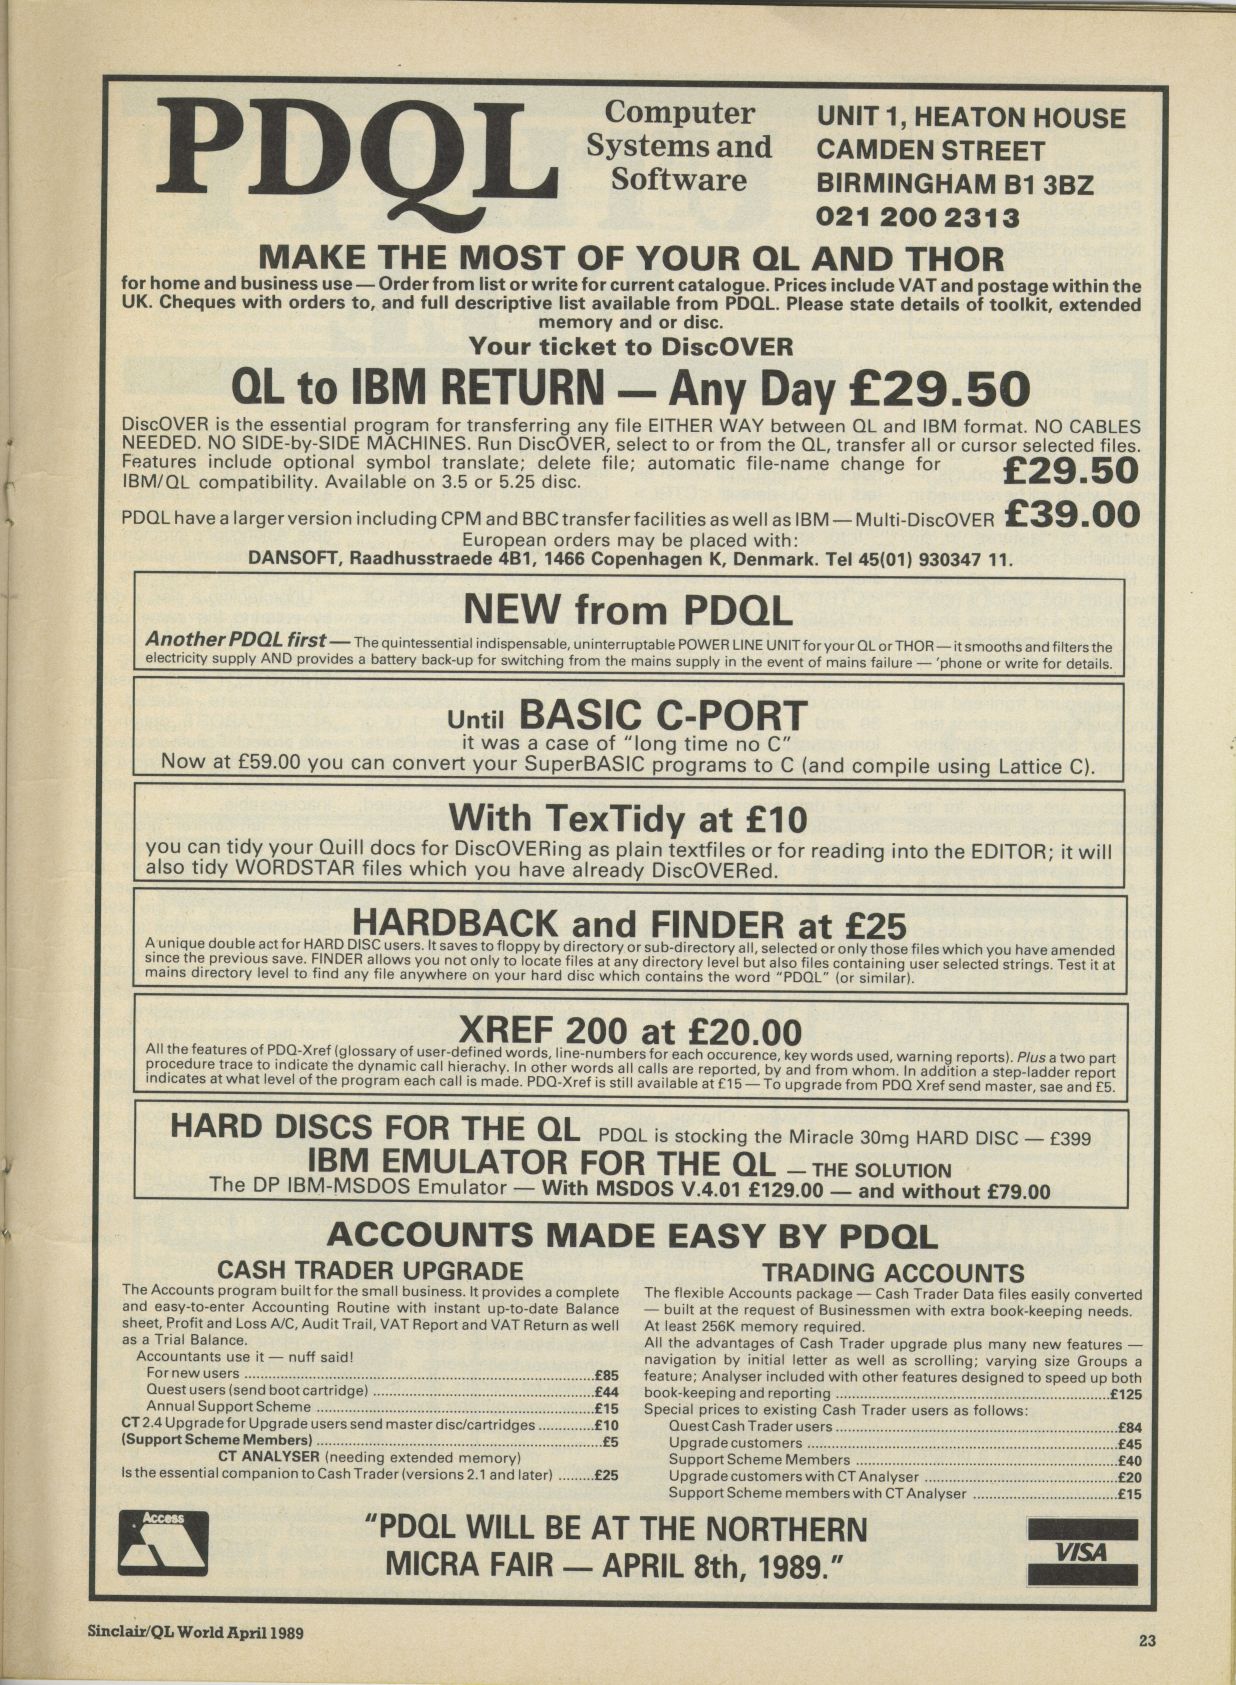 PDQL
Computer
Systems and
Software
UNIT 1, HEATON HOUSE
CAMDEN STREET
BIRMINGHAM B1 3BZ
021 200 2313
MAKE THE MOST OF YOUR QL AND THOR
for home and business use — Order from list or write for current catalogue. Prices include VAT and postage within the
UK. Cheques with orders to, and full descriptive list available from PDQL. Please state details of toolkit, extended
memory and or disc.
Your ticket to DiscOVER
QL to IBM RETURN — Any Day £29.50
DiscOVER is the essential program for transferring any file EITHER WAY between QL and IBM format. NO CABLES
NEEDED. NO SIDE-by-SIDE MACHINES. Run DiscOVER, select to or from the QL, transfer all or cursor selected files.
Features include optional symbol translate; delete file; automatic file-name change for £29.50
IBM/QL compatibility. Available on 3.5 or 5.25 disc.
PDQL have a larger version including CPM and BBC transfer facilities as well as IBM — Multi-DiscOVER £39.00
European orders may be placed with:
DANSOFT, Raadhusstraede 4B1, 1466 Copenhagen K, Denmark. Tel 45(01) 930347 11.
NEW from PDQL
Another PDQL first — The quintessential indispensable, uninterruptable POWER LINE UNIT for your QL or THOR — it smooths and filters the
electricity supply AND provides a battery back-up for switching from the mains supply in the event of mains failure — 'phone or write for details.
Until BASIC C-PORT
it was a case of "long time no C"
Now at £59.00 you can convert your SuperBASIC programs to C (and compile using Lattice C).
With TexTidy at £10
you can tidy your Quill docs for DiscOVERing as plain textfiles or for reading into the EDITOR; it will
also tidy WORDSTAR files which you have already DiscOVERed.
HARDBACK and FINDER at £25
A unique double act for HARD DISC users. It saves to floppy by directory or sub-directory all, selected or only those files which you have amended
since the previous save. FINDER allows you not only to locate files at any directory level but also files containing user selected strings. Test it at
mains directory level to find any file anywhere on your hard disc which contains the word "PDQL" (or similar).
XREF 200 at £20.00
All the features of PDQ-Xref (glossary of user-defined words, line-numbers for each occurence, key words used, warning reports). Plus a two part
procedure trace to indicate the dynamic call hierachy. In other words all calls are reported, by and from whom. In addition a step-ladder report
indicates at what level of the program each call is made. PDQ-Xref is still available at £15 — To upgrade from PDQ Xref send master, sae and £5.
HARD DISCS FOR THE QL PDQL is stocking the Miracle 30mg HARD DISC — £399
IBM EMULATOR FOR THE QL — THE SOLUTION
The DP IBM-MSDOS Emulator — With MSDOS V.4.01 £129.00 — and without £79.00
ACCOUNTS MADE EASY BY PDQL
CASH TRADER UPGRADE
The Accounts program built for the small business. It provides a complete
and easy-to-enter Accounting Routine with instant up-to-date Balance
sheet, Profit and Loss A/C, Audit Trail, VAT Report and VAT Return as well
as a Trial Balance.
Accountants use it — nuff said!
For new users ..... £85
Quest users (send boot cartridge) ..... £44
Annual Support Scheme ..... £15
CT 2.4 Upgrade for Upgrade users send master disc/cartridges ..... £10
(Support Scheme Members) ..... £5
CT ANALYSER (needing extended memory)
Is the essential companion to Cash Trader (versions 2.1 and later) ..... £25
TRADING ACCOUNTS
The flexible Accounts package — Cash Trader Data files easily converted
— built at the request of Businessmen with extra book-keeping needs.
At least 256K memory required.
All the advantages of Cash Trader upgrade plus many new features —
navigation by initial letter as well as scrolling; varying size Groups a
feature; Analyser included with other features designed to speed up both
book-keeping and reporting ..... £125
Special prices to existing Cash Trader users as follows:
Quest Cash Trader users ..... £84
Upgrade customers ..... £45
Support Scheme Members ..... £40
Upgrade customers with CT Analyser ..... £20
Support Scheme members with CT Analyser ..... £15
Access
"PDQL WILL BE AT THE NORTHERN
MICRA FAIR — APRIL 8th, 1989."
VISA
Sinclair/QL World April 1989
23